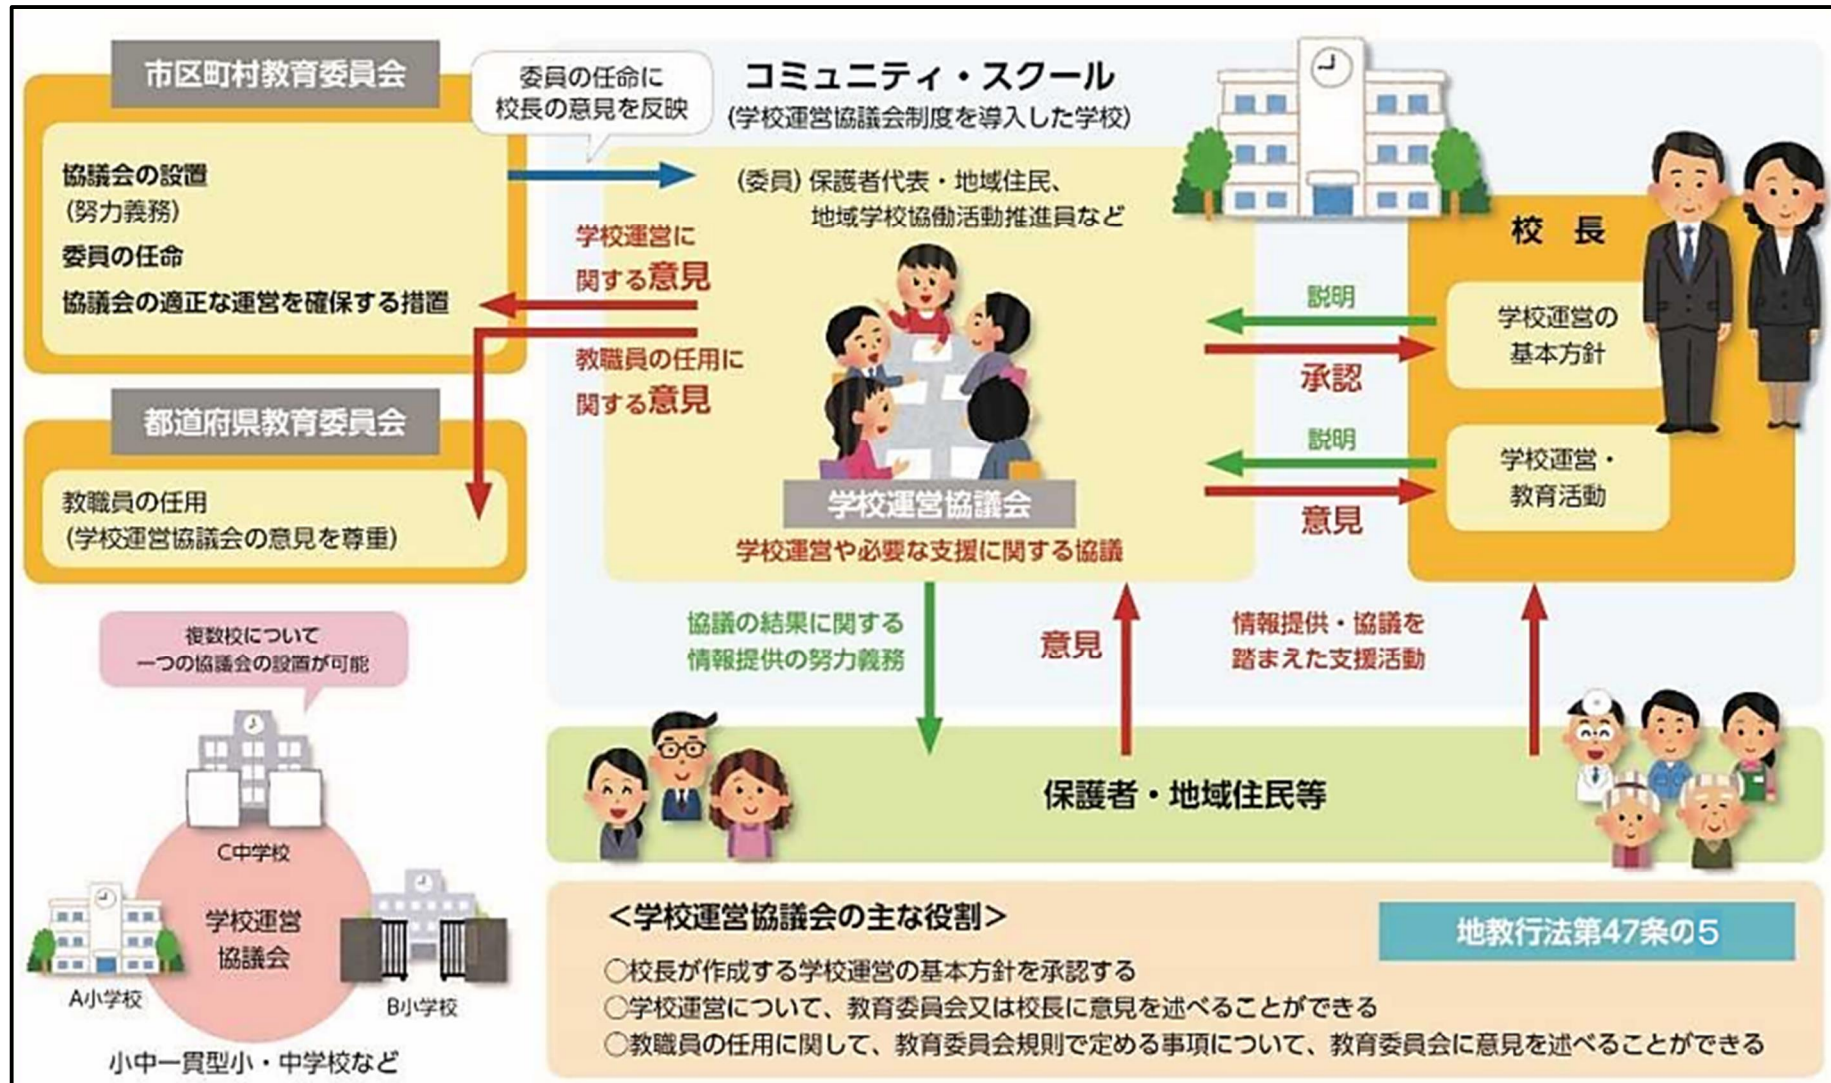 市区町村教育委員会
協議会の設置
(努力義務)
委員の任命
協議会の適正な運営を確保する措置
委員の任命に
校長の意見を反映
コミュニティ・スクール
(学校運営協議会制度を導入した学校)
(委員) 保護者代表・地域住民、
地域学校協働活動推進員など
学校運営に
関する意見
教職員の任用に
関する意見
都道府県教育委員会
教職員の任用
(学校運営協議会の意見を尊重)
学校運営協議会
学校運営や必要な支援に関する協議
校 長
説明
承認
学校運営の
基本方針
説明
意見
学校運営・
教育活動
協議の結果に関する
情報提供の努力義務
意見
情報提供・協議を
踏まえた支援活動
保護者・地域住民等
複数校について
一つの協議会の設置が可能
C中学校
学校運営
協議会
A小学校
B小学校
小中一貫型小・中学校など
<学校運営協議会の主な役割>
地教行法第47条の5
○校長が作成する学校運営の基本方針を承認する
○学校運営について、教育委員会又は校長に意見を述べることができる
○教職員の任用に関して、教育委員会規則で定める事項について、教育委員会に意見を述べることができる